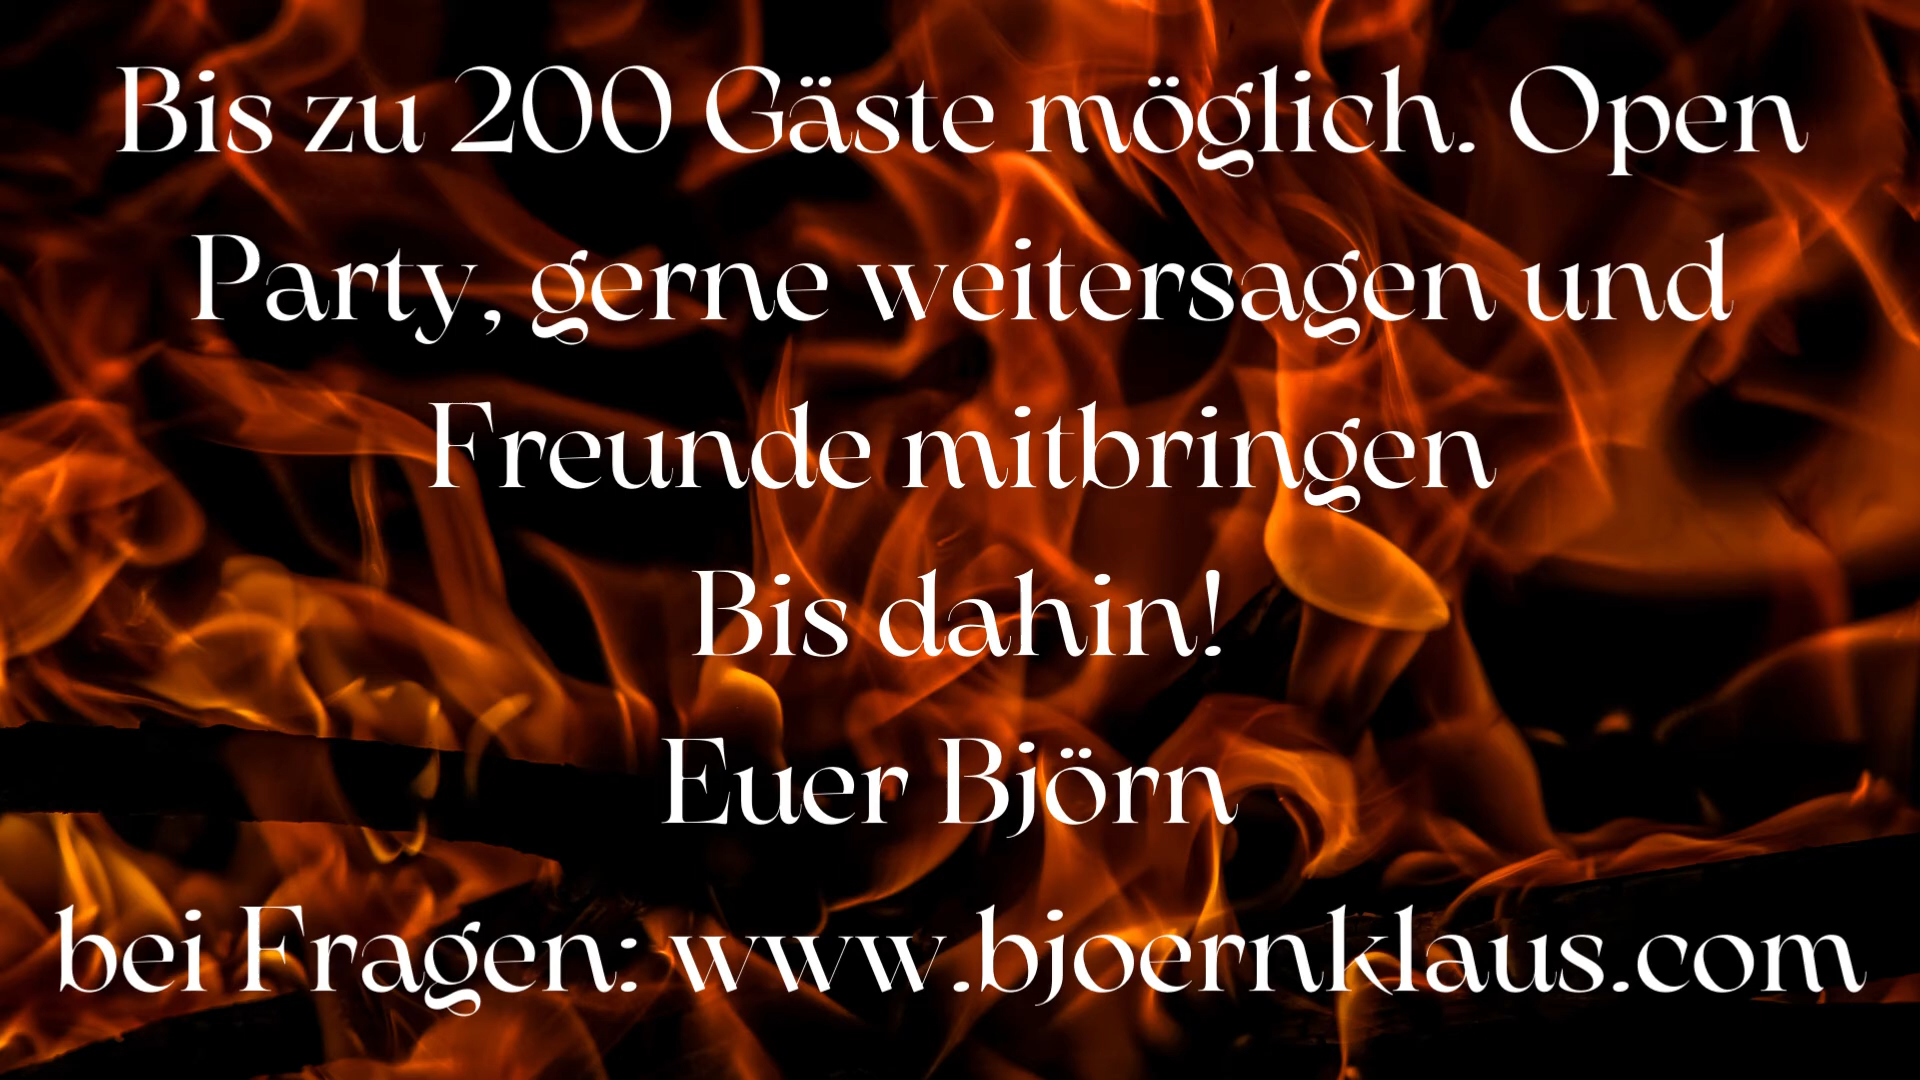 Bis zu 200 Gäste möglich. Open
Party, gerne weitersagen und
Freunde mitbringen
Bis dahin!
Euer Björn
bei Fragen: www.bjoernklaus.com